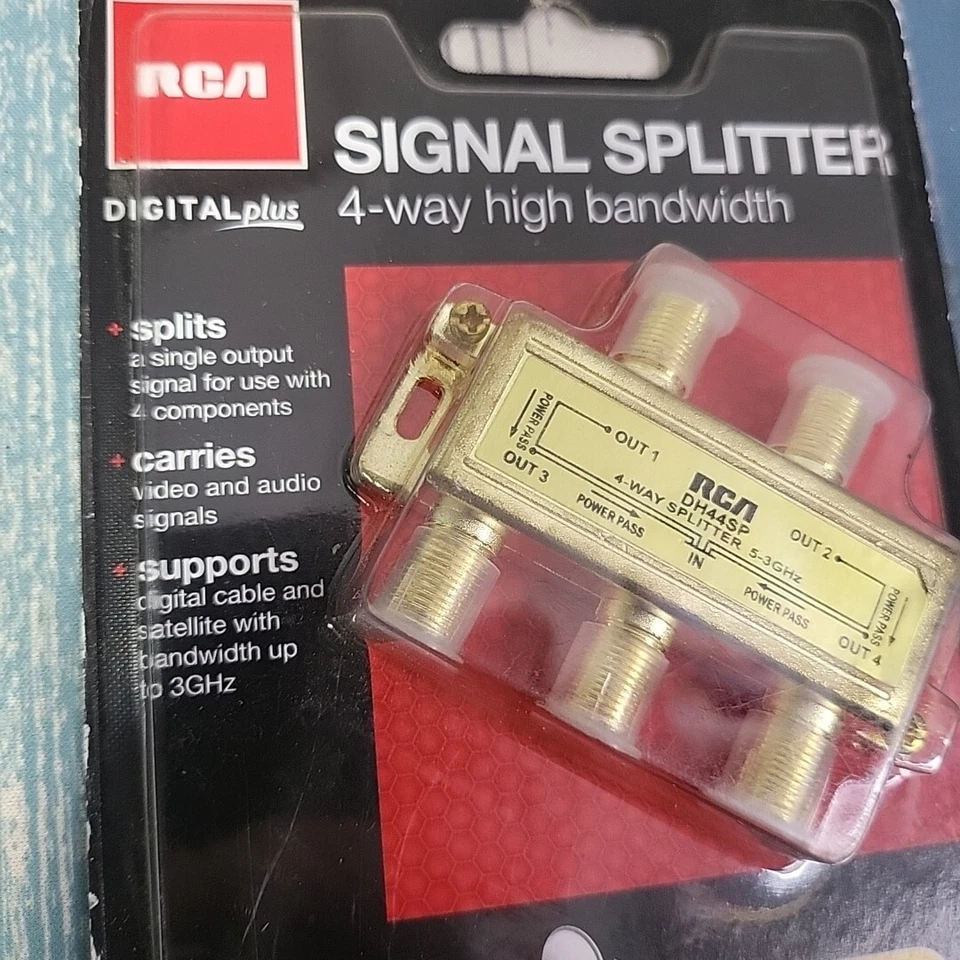 RCA
DIGITALplus
SIGNAL SPLITTER
4-way high bandwidth
+ splits
a single output
signal for use with
4 components
+ carries
video and audio
signals
+ supports
digital cable and
satellite with
bandwidth up
to 3GHz
POWER PASS
OUT 1
OUT 3
RCA
DH44SP
4-WAY SPLITTER 5-3GHz
POWER PASS
IN
OUT 2
POWER PASS
POWER PASS
OUT 4